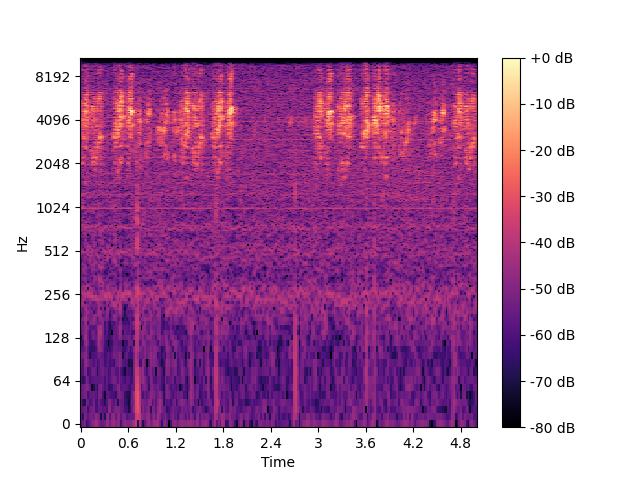 8192
4096
2048
1024
512
256
128
64
0
Hz
0 0.6 1.2 1.8 2.4 3 3.6 4.2 4.8
Time
+0 dB
-10 dB
-20 dB
-30 dB
-40 dB
-50 dB
-60 dB
-70 dB
-80 dB